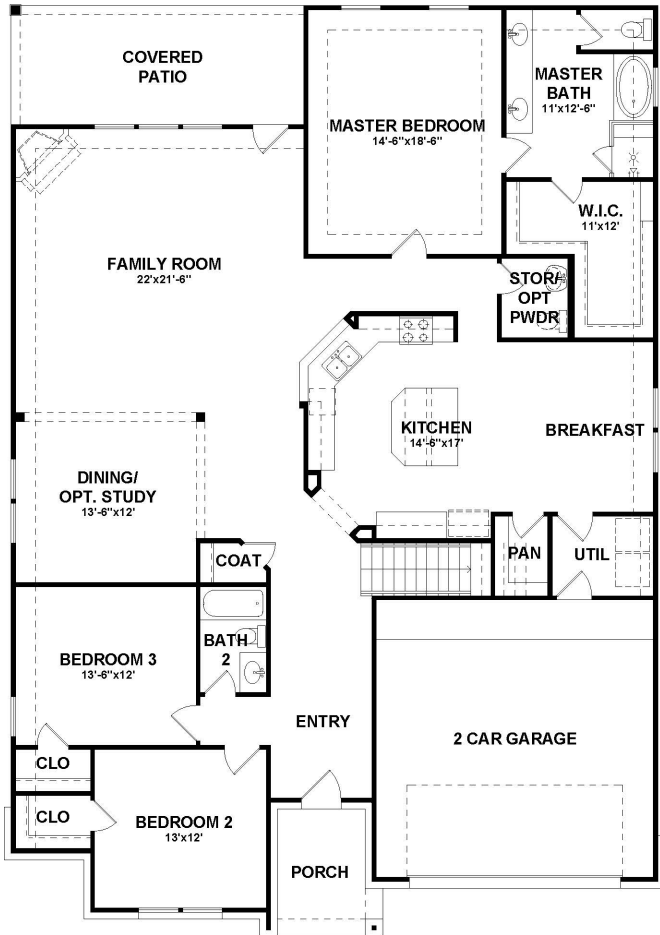 COVERED
PATIO
MASTER BEDROOM
14'-6"x18'-6"
MASTER
BATH
11'x12'-6"
W.I.C.
11'x12'
FAMILY ROOM
22'x21'-6"
STOR/
OPT
PWDR
KITCHEN
14'-6"x17'
BREAKFAST
DINING/
OPT. STUDY
13'-6"x12'
COAT
PAN
UTIL
BEDROOM 3
13'-6"x12'
BATH
2
ENTRY
2 CAR GARAGE
CLO
CLO
BEDROOM 2
13'x12'
PORCH